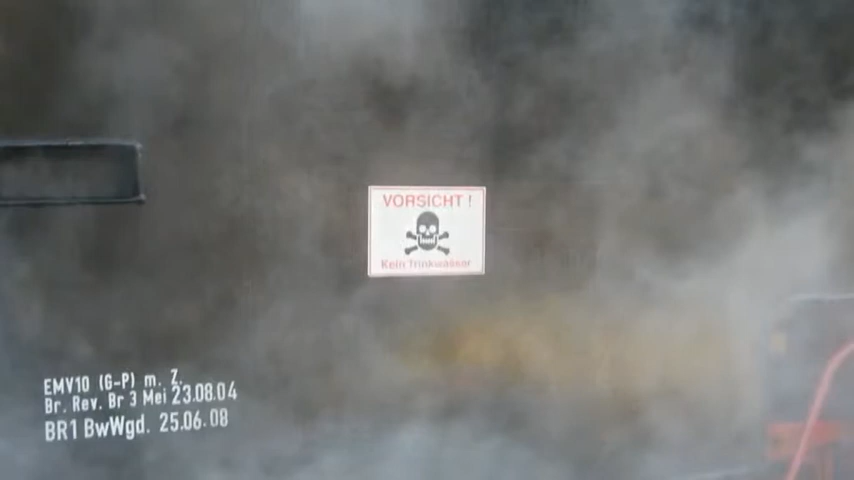 VORSICHT !
Kein Trinkwasser
EMV10 (G-P) m. Z.
Br. Rev. Br 3 Mei 23.08.04
BR1 BwWgd. 25.06.08